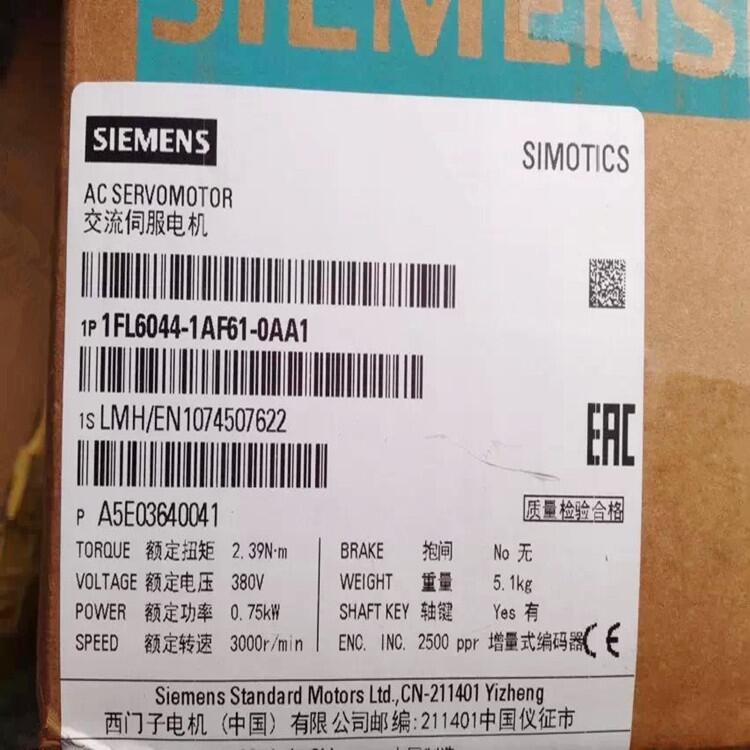 SIEMENS
SIEMENS
SIMOTICS
AC SERVOMOTOR
交流伺服电机
1P 1FL6044-1AF61-0AA1
1S LMH/EN1074507622
EAC
P A5E03640041
质量检验合格
TORQUE 额定扭矩 2.39N·m BRAKE 抱闸 No 无
VOLTAGE 额定电压 380V WEIGHT 重量 5.1kg
POWER 额定功率 0.75kW SHAFT KEY 轴键 Yes 有
SPEED 额定转速 3000r/min ENC. INC. 2500 ppr 增量式编码器 CE
Siemens Standard Motors Ltd.,CN-211401 Yizheng
西门子电机（中国）有限公司邮编:211401中国仪征市